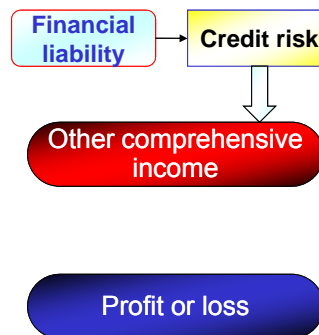 Financial
liability
Credit risk
Other comprehensive
income
Profit or loss